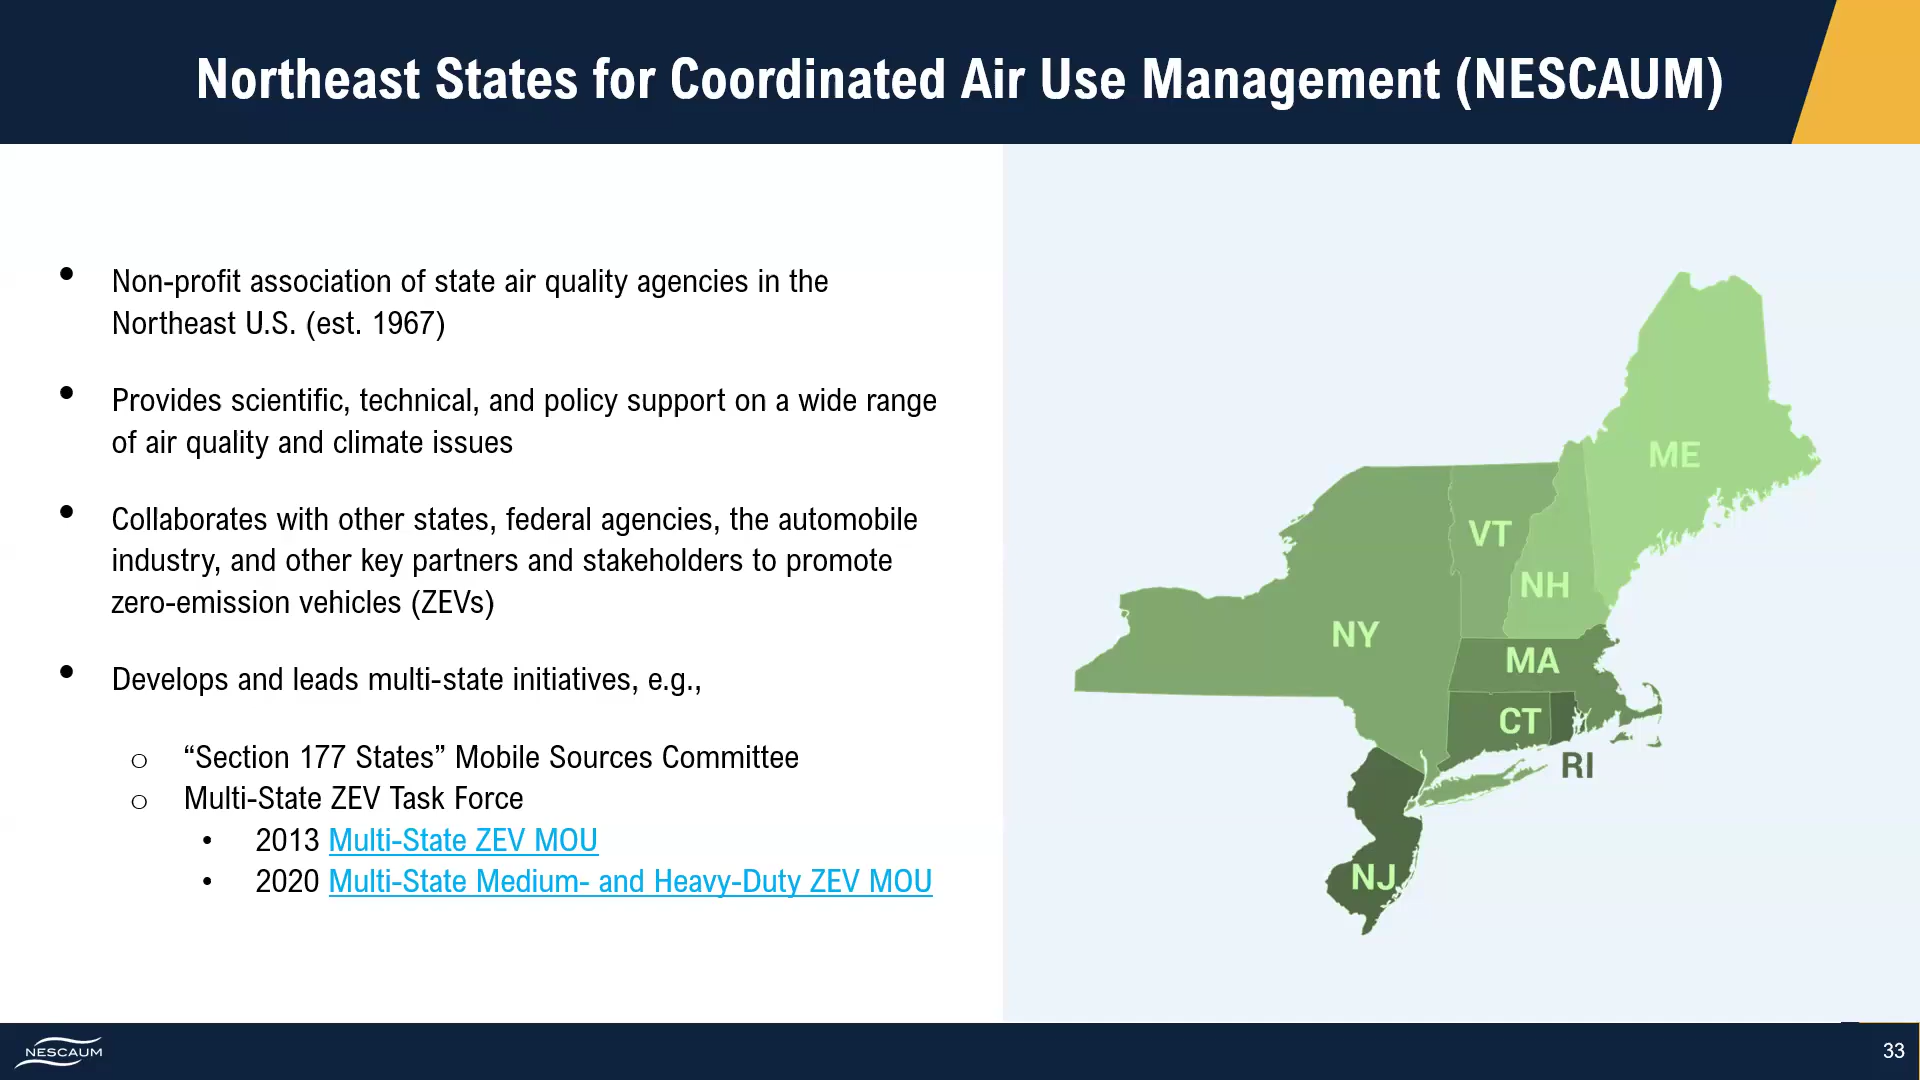 Northeast States for Coordinated Air Use Management (NESCAUM)
• Non-profit association of state air quality agencies in the
Northeast U.S. (est. 1967)
• Provides scientific, technical, and policy support on a wide range
of air quality and climate issues
• Collaborates with other states, federal agencies, the automobile
industry, and other key partners and stakeholders to promote
zero-emission vehicles (ZEVs)
• Develops and leads multi-state initiatives, e.g.,
o “Section 177 States” Mobile Sources Committee
o Multi-State ZEV Task Force
• 2013 Multi-State ZEV MOU
• 2020 Multi-State Medium- and Heavy-Duty ZEV MOU
ME
VT
NH
NY
MA
CT
RI
NJ
NESCAUM
33